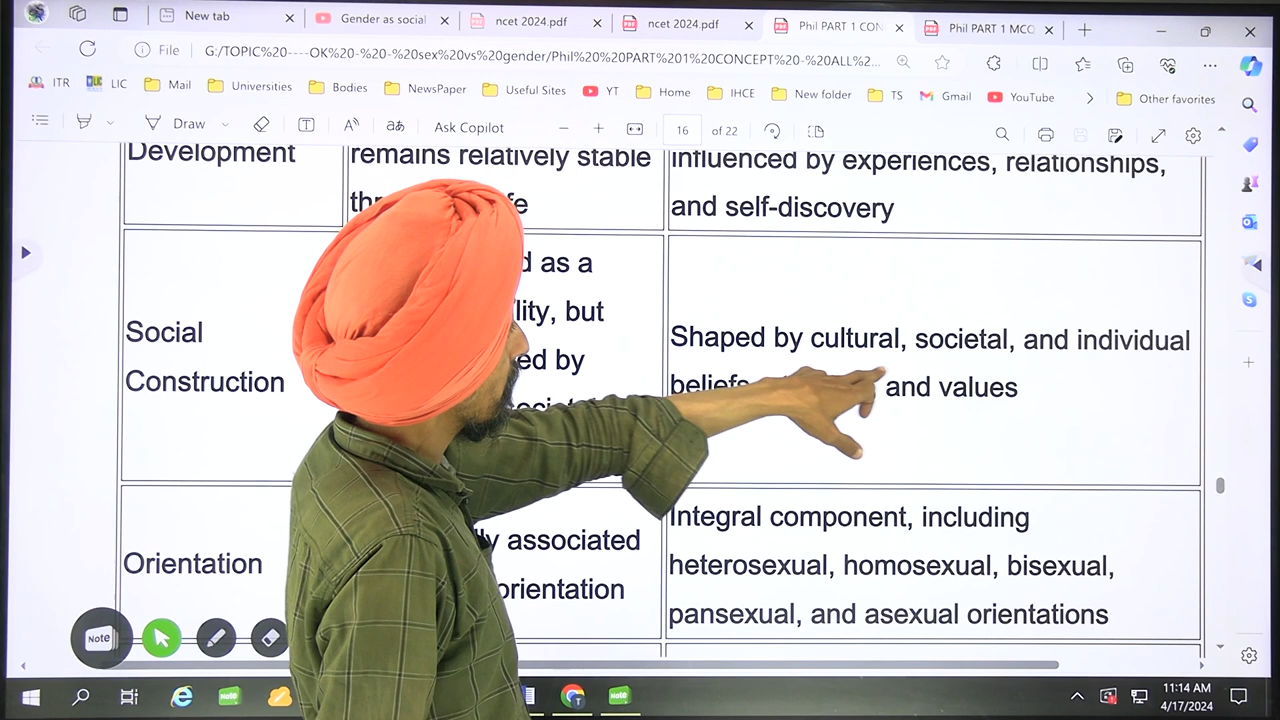 New tab
Gender as social
ncet 2024.pdf
ncet 2024.pdf
Phil PART 1 CON
Phil PART 1 MCQ
File
G:/TOPIC%20----OK%20-%20-%20sex%20vs%20gender/Phil%20%20PART%201%20CONCEPT%20-%20ALL%2...
ITR
LIC
Mail
Universities
Bodies
NewsPaper
Useful Sites
YT
Home
IHCE
New folder
TS
Gmail
YouTube
Other favorites
Draw
Ask Copilot
16
of 22
Development
remains relatively stable
influenced by experiences, relationships,
and self-discovery
Social
Construction
as a
but
by
Shaped by cultural, societal, and individual
beliefs
and values
Orientation
associated
orientation
Integral component, including
heterosexual, homosexual, bisexual,
pansexual, and asexual orientations
Note
11:14 AM
4/17/2024